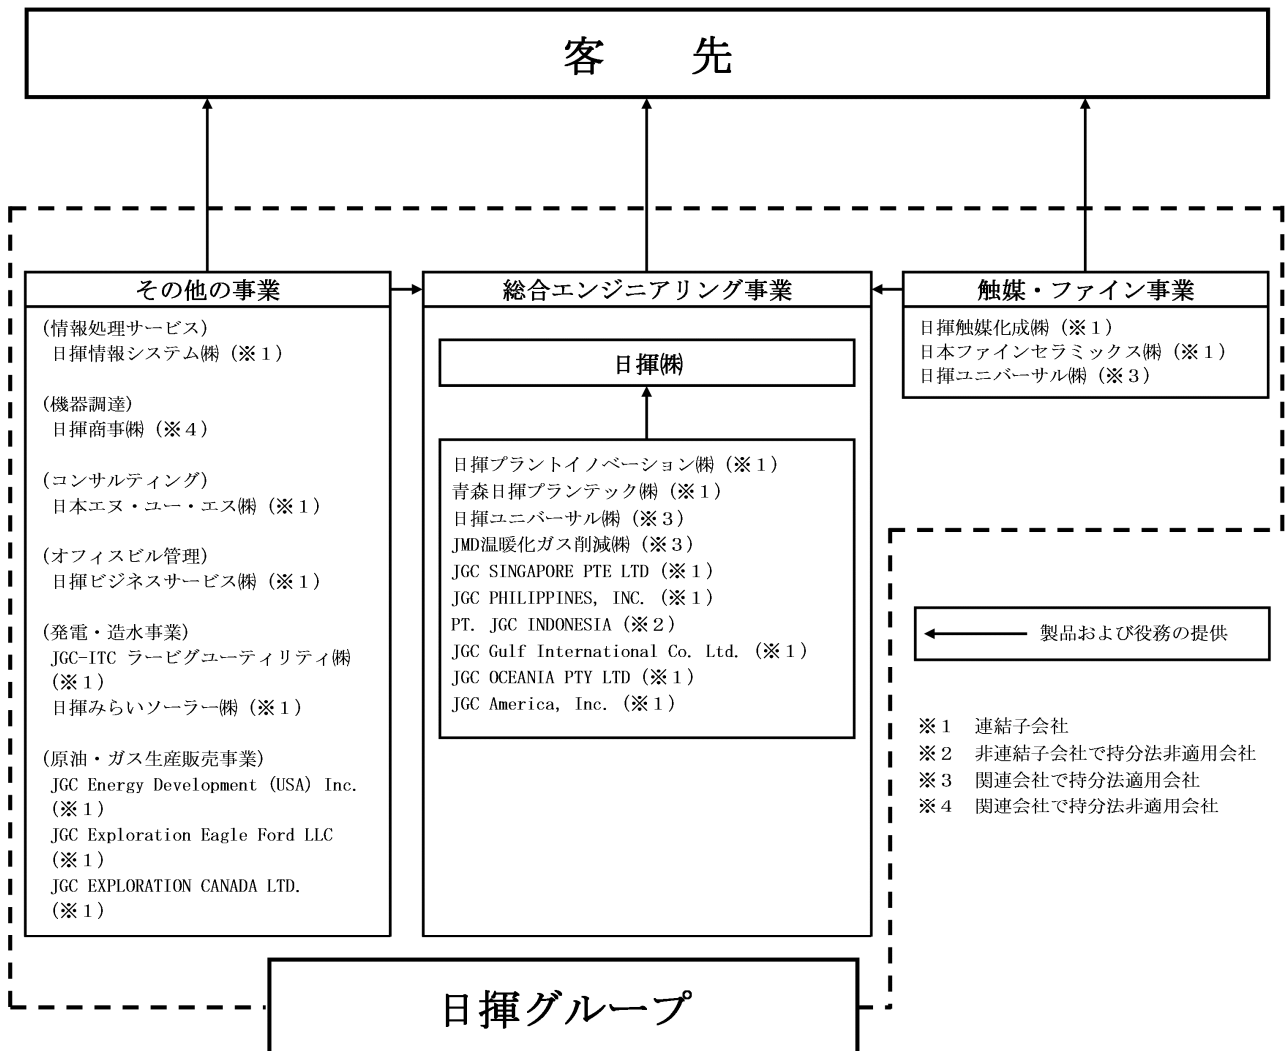 客　　先
その他の事業
(情報処理サービス)
日揮情報システム㈱ (※１)
(機器調達)
日揮商事㈱ (※４)
(コンサルティング)
日本エヌ・ユー・エス㈱ (※１)
(オフィスビル管理)
日揮ビジネスサービス㈱ (※１)
(発電・造水事業)
JGC-ITC ラービグユーティリティ㈱
(※１)
日揮みらいソーラー㈱ (※１)
(原油・ガス生産販売事業)
JGC Energy Development (USA) Inc.
(※１)
JGC Exploration Eagle Ford LLC
(※１)
JGC EXPLORATION CANADA LTD.
(※１)
総合エンジニアリング事業
日揮㈱
日揮プラントイノベーション㈱ (※１)
青森日揮プランテック㈱ (※１)
日揮ユニバーサル㈱ (※３)
JMD温暖化ガス削減㈱ (※３)
JGC SINGAPORE PTE LTD (※１)
JGC PHILIPPINES, INC. (※１)
PT. JGC INDONESIA (※２)
JGC Gulf International Co. Ltd. (※１)
JGC OCEANIA PTY LTD (※１)
JGC America, Inc. (※１)
触媒・ファイン事業
日揮触媒化成㈱ (※１)
日本ファインセラミックス㈱ (※１)
日揮ユニバーサル㈱ (※３)
製品および役務の提供
※１　連結子会社
※２　非連結子会社で持分法非適用会社
※３　関連会社で持分法適用会社
※４　関連会社で持分法非適用会社
日揮グループ